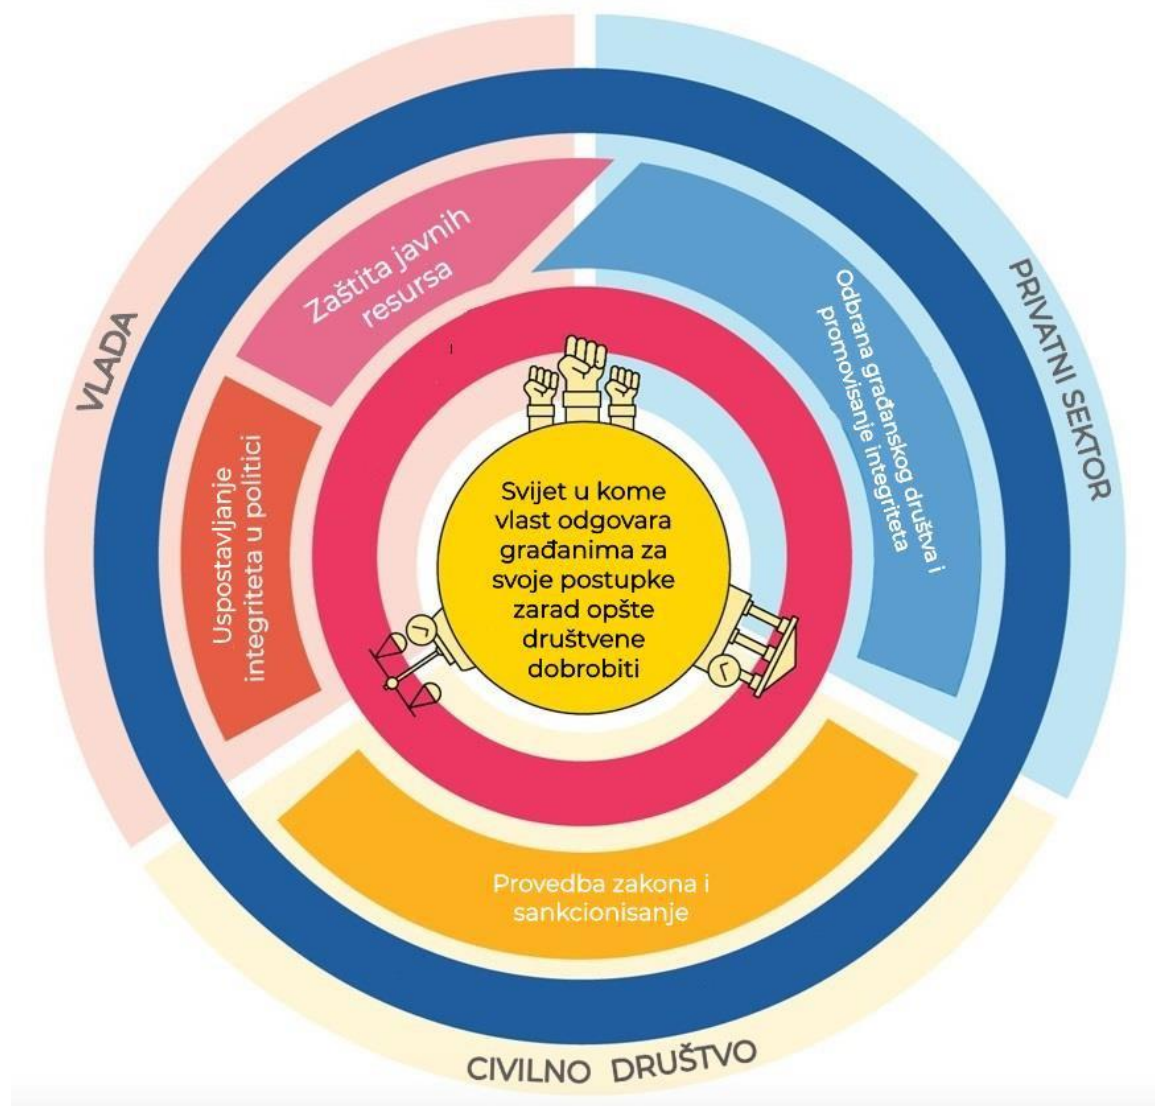 VLADA
PRIVATNI SEKTOR
CIVILNO DRUŠTVO
Zaštita javnih
resursa
Odbrana građanskog društva i
promovisanje integriteta
Uspostavljanje
integriteta u politici
Provedba zakona i
sankcionisanje
Svijet u kome
vlast odgovara
građanima za
svoje postupke
zarad opšte
društvene
dobrobiti